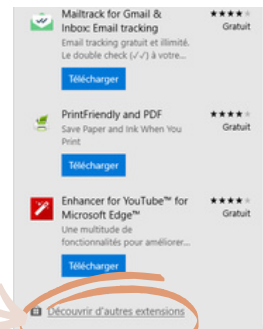 Mailtrack for Gmail & ★★★★★
Inbox: Email tracking Gratuit
Email tracking gratuit et illimité.
Le double check (✓✓) à votre...
Télécharger
PrintFriendly and PDF ★★★★★
Save Paper and Ink When You Gratuit
Print
Télécharger
Enhancer for YouTube™ for ★★★★★
Microsoft Edge™ Gratuit
Une multitude de
fonctionnalités pour améliorer...
Télécharger
Découvrir d'autres extensions